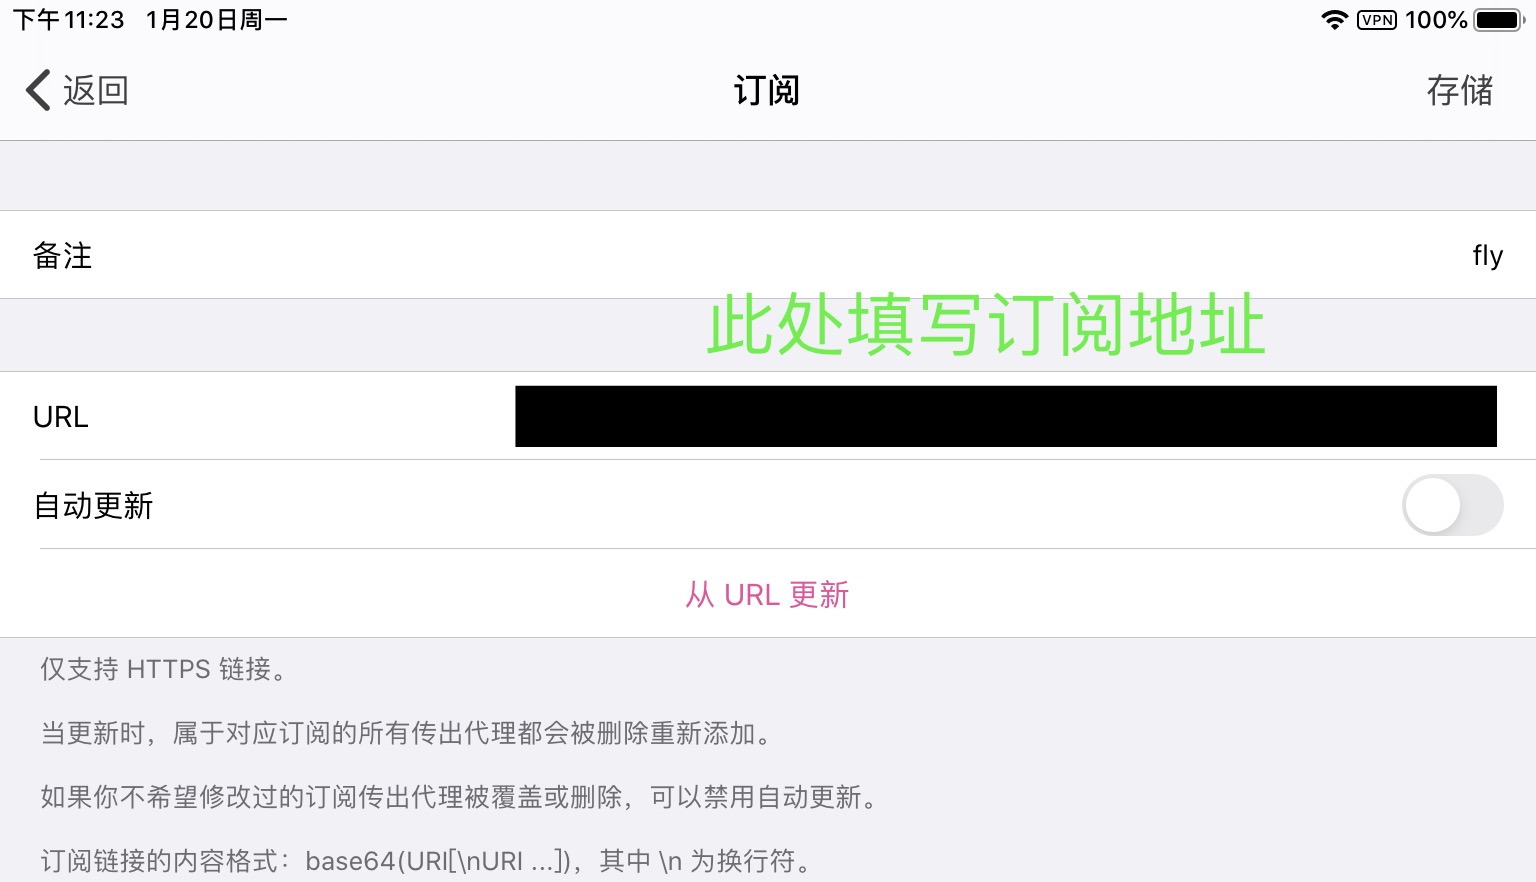 下午11:23 1月20日周一 VPN 100%
返回 订阅 存储
备注 fly
此处填写订阅地址
URL
自动更新
从 URL 更新
仅支持 HTTPS 链接。
当更新时，属于对应订阅的所有传出代理都会被删除重新添加。
如果你不希望修改过的订阅传出代理被覆盖或删除，可以禁用自动更新。
订阅链接的内容格式：base64(URI[\nURI ...])，其中 \n 为换行符。